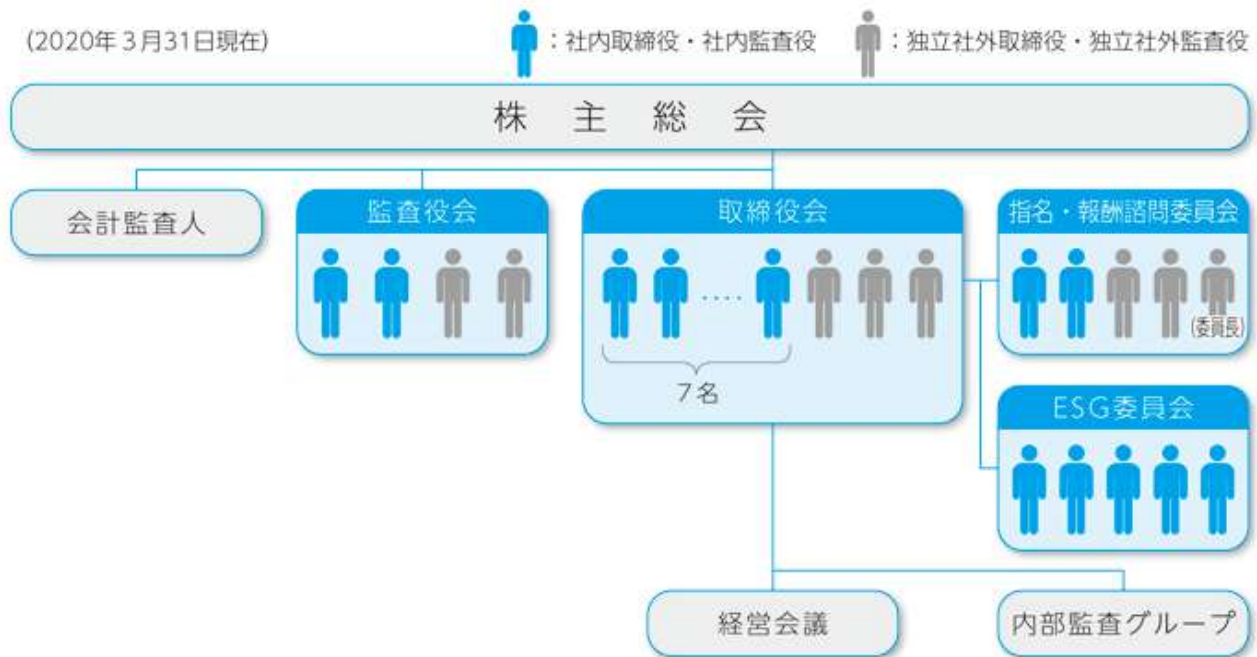 (2020年3月31日現在)
：社内取締役・社内監査役
：独立社外取締役・独立社外監査役
株主総会
会計監査人
監査役会
取締役会
指名・報酬諮問委員会
(委員長)
‥‥
7名
ESG委員会
経営会議
内部監査グループ